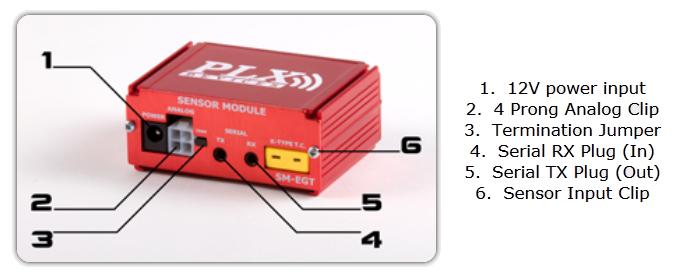 1
2
3
PLX
DEVICES
SENSOR MODULE
ANALOG
POWER
SERIAL
TX
RX
K-TYPE T.C.
SM-EGT
6
5
4
1. 12V power input
2. 4 Prong Analog Clip
3. Termination Jumper
4. Serial RX Plug (In)
5. Serial TX Plug (Out)
6. Sensor Input Clip